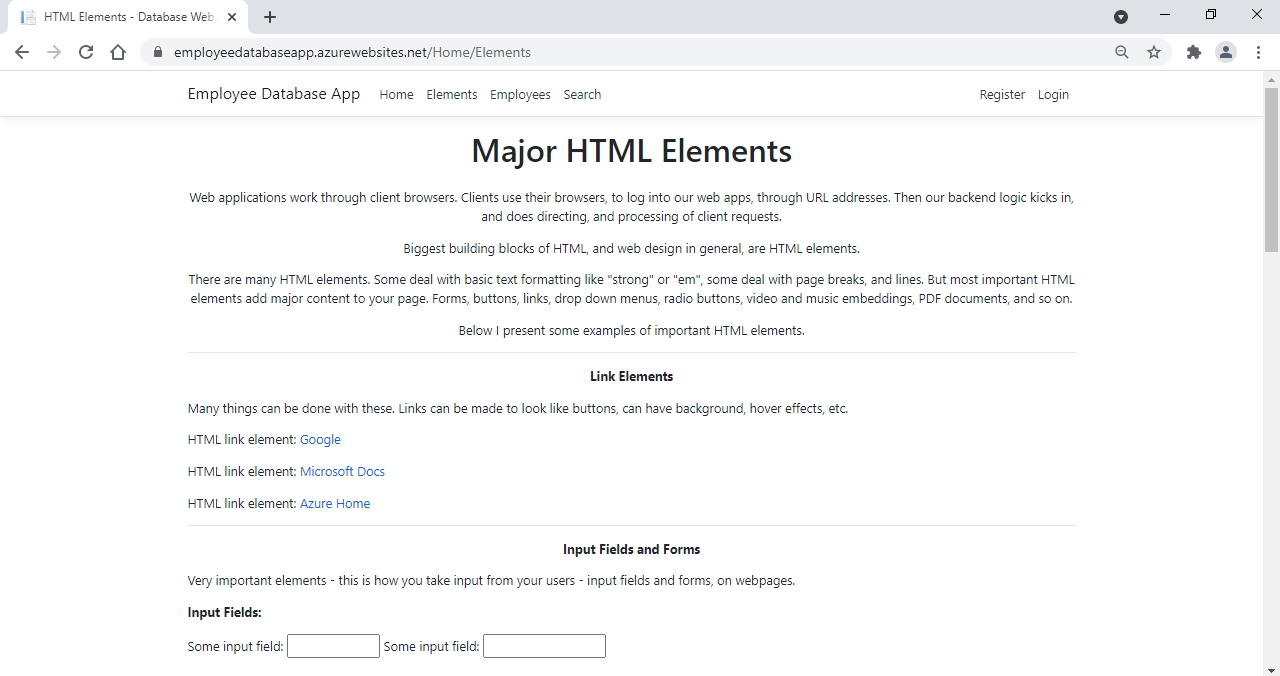 HTML Elements - Database Web
employeedatabaseapp.azurewebsites.net/Home/Elements
Employee Database App Home Elements Employees Search Register Login
Major HTML Elements
Web applications work through client browsers. Clients use their browsers, to log into our web apps, through URL addresses. Then our backend logic kicks in,
and does directing, and processing of client requests.
Biggest building blocks of HTML, and web design in general, are HTML elements.
There are many HTML elements. Some deal with basic text formatting like "strong" or "em", some deal with page breaks, and lines. But most important HTML
elements add major content to your page. Forms, buttons, links, drop down menus, radio buttons, video and music embeddings, PDF documents, and so on.
Below I present some examples of important HTML elements.
Link Elements
Many things can be done with these. Links can be made to look like buttons, can have background, hover effects, etc.
HTML link element: Google
HTML link element: Microsoft Docs
HTML link element: Azure Home
Input Fields and Forms
Very important elements - this is how you take input from your users - input fields and forms, on webpages.
Input Fields:
Some input field: Some input field: